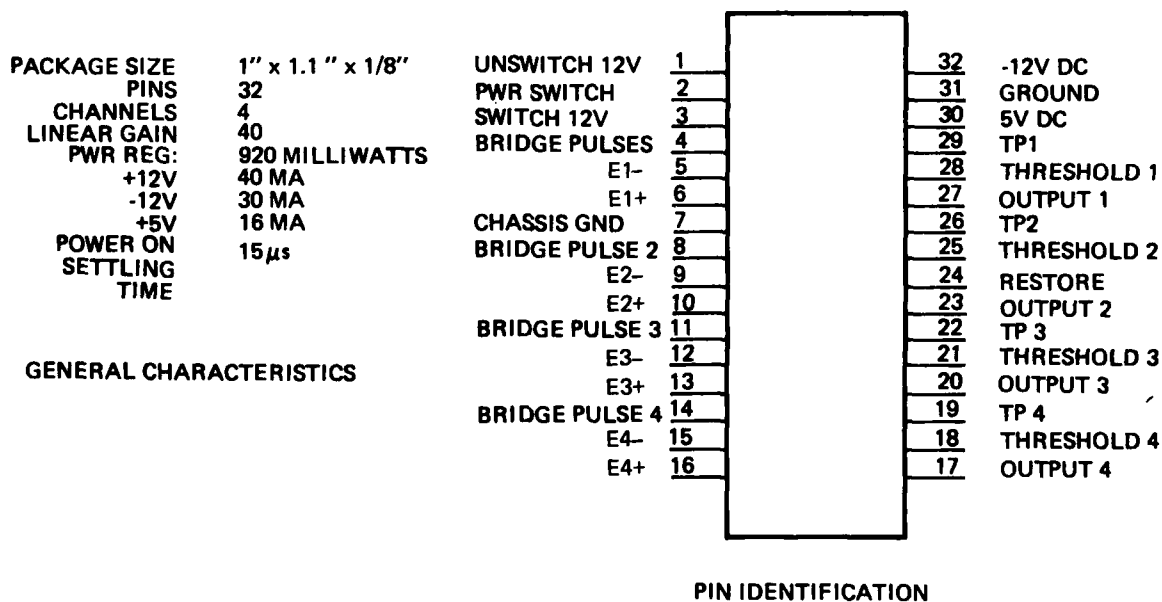 PACKAGE SIZE 1" x 1.1 " x 1/8"
PINS 32
CHANNELS 4
LINEAR GAIN 40
PWR REG: 920 MILLIWATTS
+12V 40 MA
-12V 30 MA
+5V 16 MA
POWER ON 15μs
SETTLING
TIME
GENERAL CHARACTERISTICS
UNSWITCH 12V 1
PWR SWITCH 2
SWITCH 12V 3
BRIDGE PULSES 4
E1- 5
E1+ 6
CHASSIS GND 7
BRIDGE PULSE 2 8
E2- 9
E2+ 10
BRIDGE PULSE 3 11
E3- 12
E3+ 13
BRIDGE PULSE 4 14
E4- 15
E4+ 16
32 -12V DC
31 GROUND
30 5V DC
29 TP1
28 THRESHOLD 1
27 OUTPUT 1
26 TP2
25 THRESHOLD 2
24 RESTORE
23 OUTPUT 2
22 TP 3
21 THRESHOLD 3
20 OUTPUT 3
19 TP 4
18 THRESHOLD 4
17 OUTPUT 4
PIN IDENTIFICATION